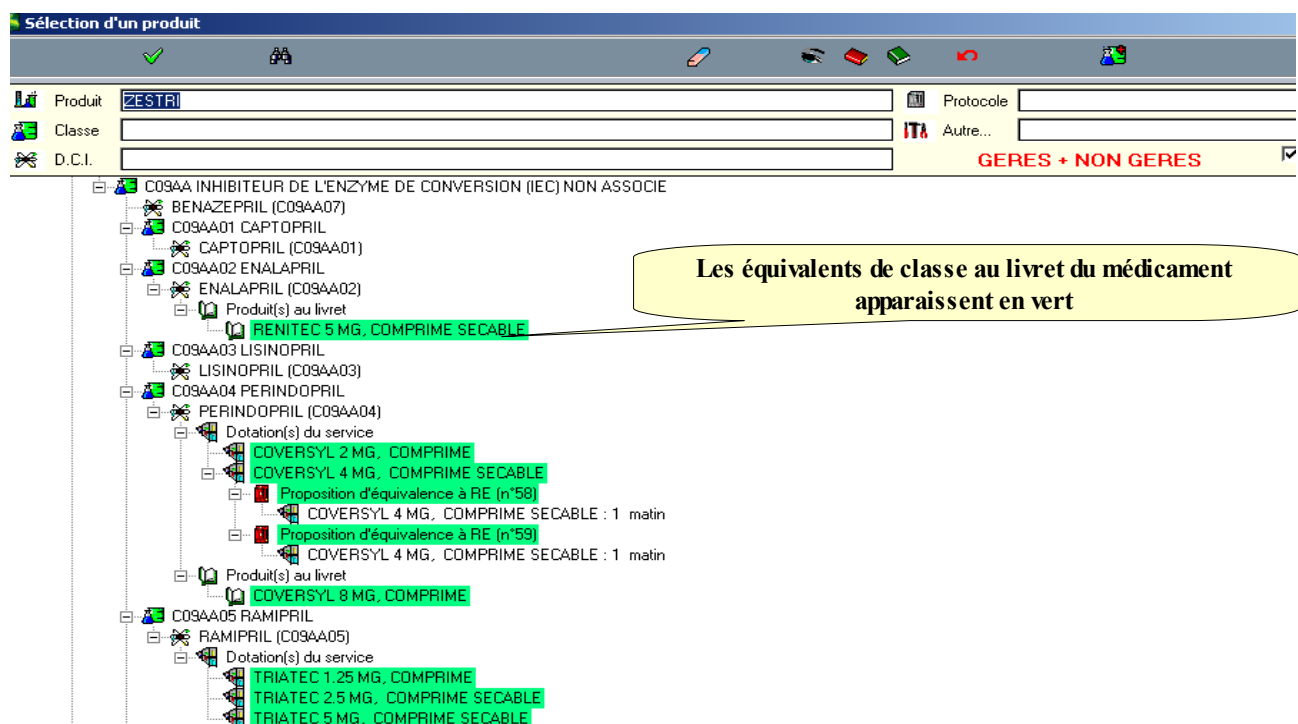 Sélection d'un produit
Produit ZESTRI Protocole
Classe Autre...
D.C.I. GERES + NON GERES
C09AA INHIBITEUR DE L'ENZYME DE CONVERSION (IEC) NON ASSOCIE
BENAZEPRIL (C09AA07)
C09AA01 CAPTOPRIL
CAPTOPRIL (C09AA01)
C09AA02 ENALAPRIL
ENALAPRIL (C09AA02)
Produit(s) au livret
RENITEC 5 MG, COMPRIME SECABLE
Les équivalents de classe au livret du médicament
apparaissent en vert
C09AA03 LISINOPRIL
LISINOPRIL (C09AA03)
C09AA04 PERINDOPRIL
PERINDOPRIL (C09AA04)
Dotation(s) du service
COVERSYL 2 MG, COMPRIME
COVERSYL 4 MG, COMPRIME SECABLE
Proposition d'équivalence à RE (n°58)
COVERSYL 4 MG, COMPRIME SECABLE : 1 matin
Proposition d'équivalence à RE (n°59)
COVERSYL 4 MG, COMPRIME SECABLE : 1 matin
Produit(s) au livret
COVERSYL 8 MG, COMPRIME
C09AA05 RAMIPRIL
RAMIPRIL (C09AA05)
Dotation(s) du service
TRIATEC 1.25 MG, COMPRIME
TRIATEC 2.5 MG, COMPRIME SECABLE
TRIATEC 5 MG, COMPRIME SECABLE